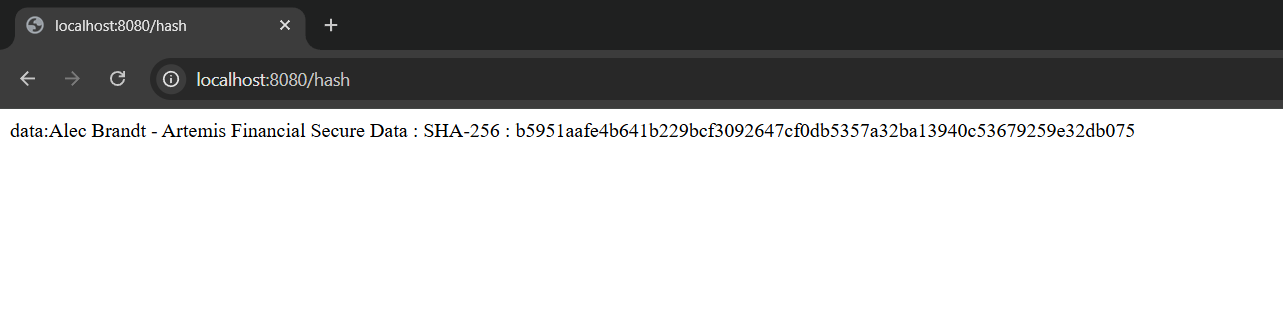 localhost:8080/hash
localhost:8080/hash
data:Alec Brandt - Artemis Financial Secure Data : SHA-256 : b5951aafe4b641b229bcf3092647cf0db5357a32ba13940c53679259e32db075